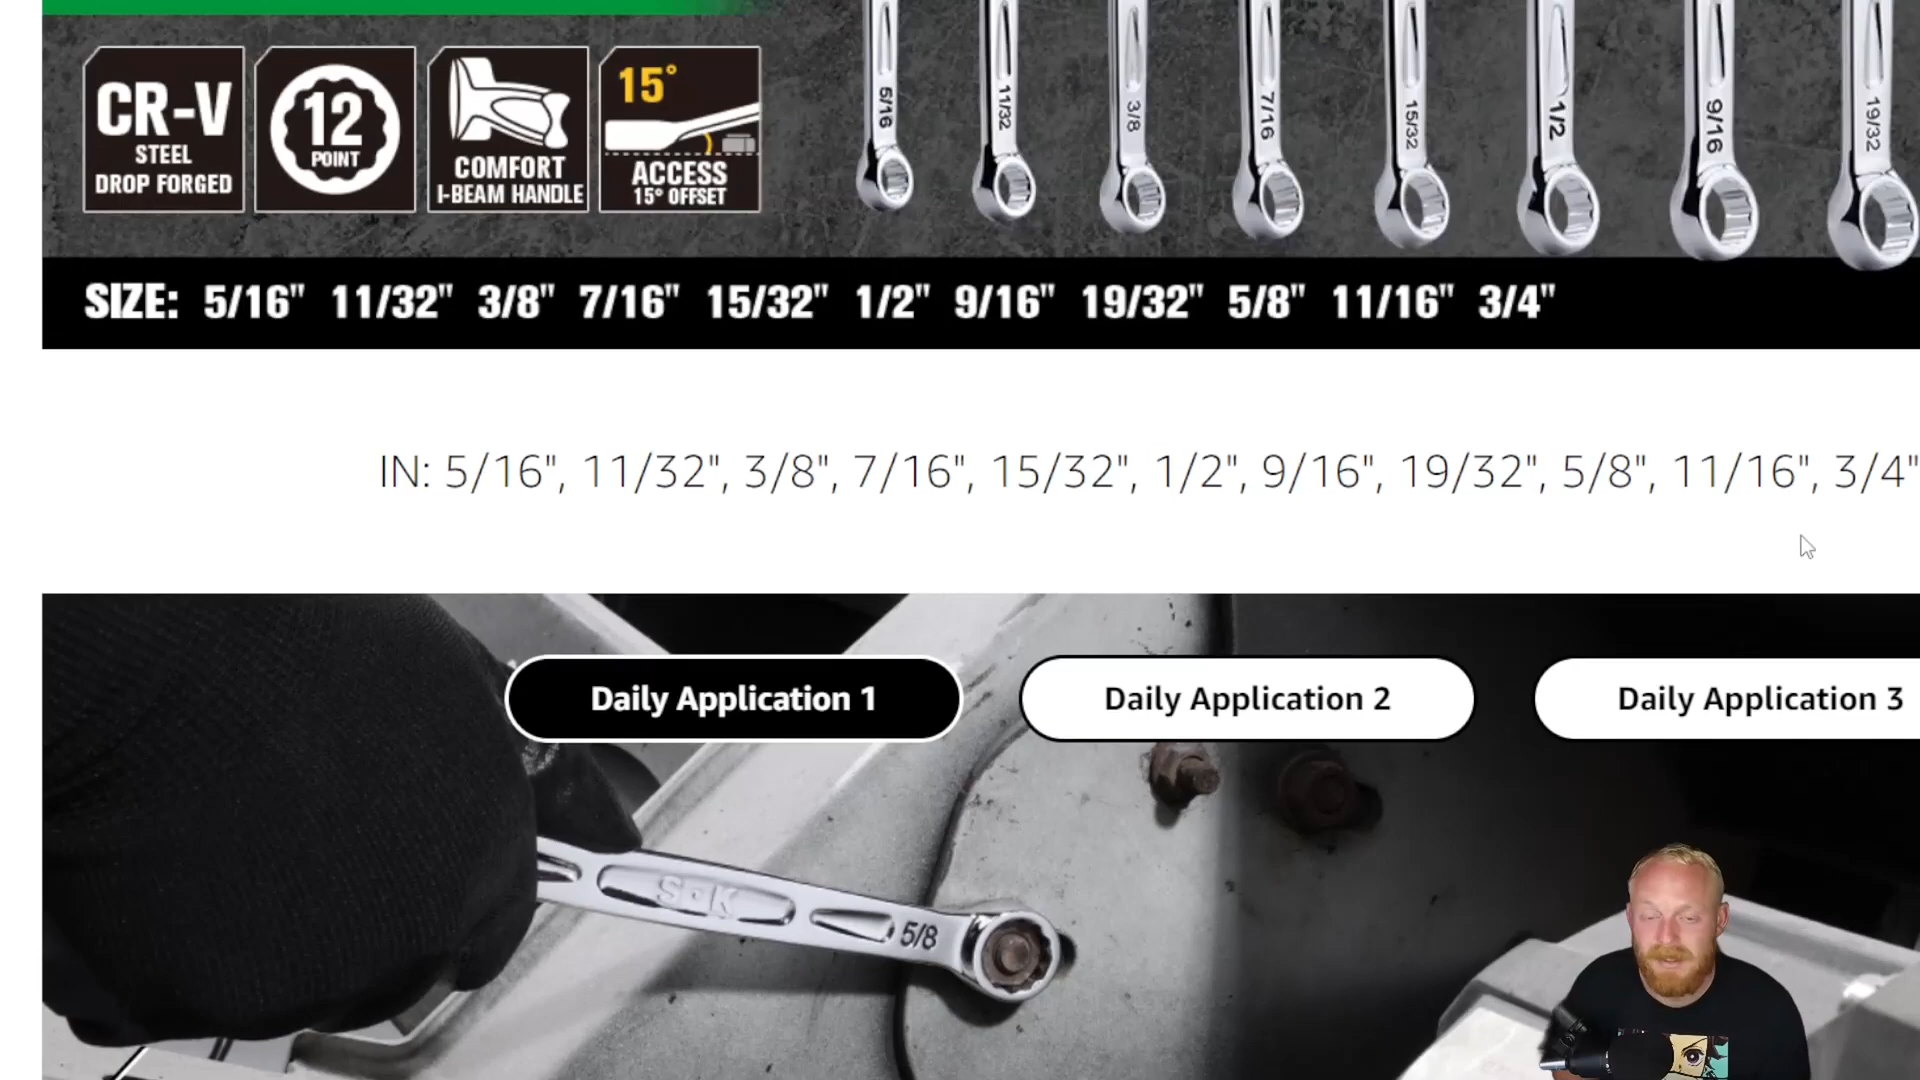 CR-V
STEEL
DROP FORGED
12
POINT
COMFORT
I-BEAM HANDLE
15°
ACCESS
15° OFFSET
5/16
11/32
3/8
7/16
15/32
1/2
9/16
19/32
SIZE: 5/16" 11/32" 3/8" 7/16" 15/32" 1/2" 9/16" 19/32" 5/8" 11/16" 3/4"
IN: 5/16", 11/32", 3/8", 7/16", 15/32", 1/2", 9/16", 19/32", 5/8", 11/16", 3/4"
Daily Application 1
Daily Application 2
Daily Application 3
S·K
5/8